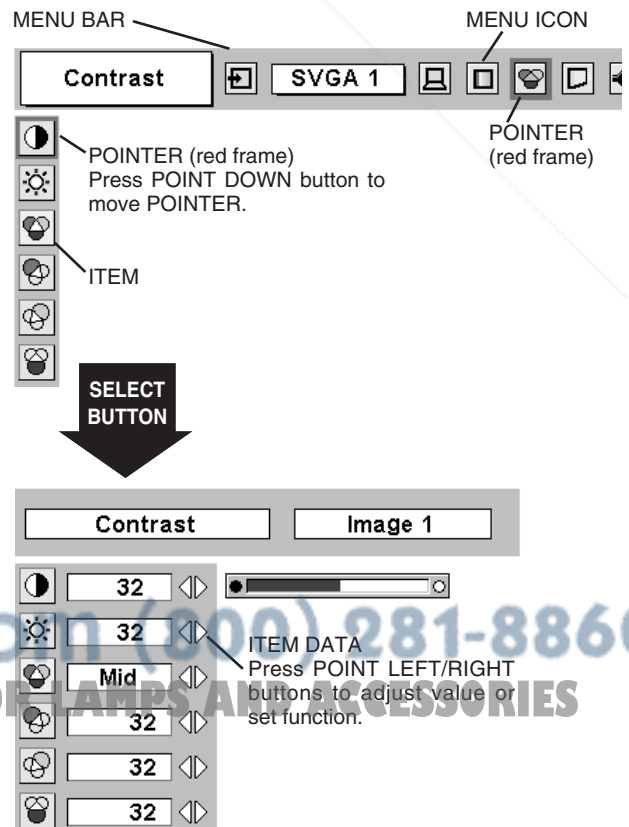 MENU BAR
MENU ICON
Contrast
SVGA 1
POINTER
(red frame)
POINTER (red frame)
Press POINT DOWN button to
move POINTER.
ITEM
SELECT
BUTTON
Contrast
Image 1
32
32
Mid
32
32
32
ITEM DATA
Press POINT LEFT/RIGHT
buttons to adjust value or
set function.
(800) 281-8860
LAMPS AND ACCESSORIES